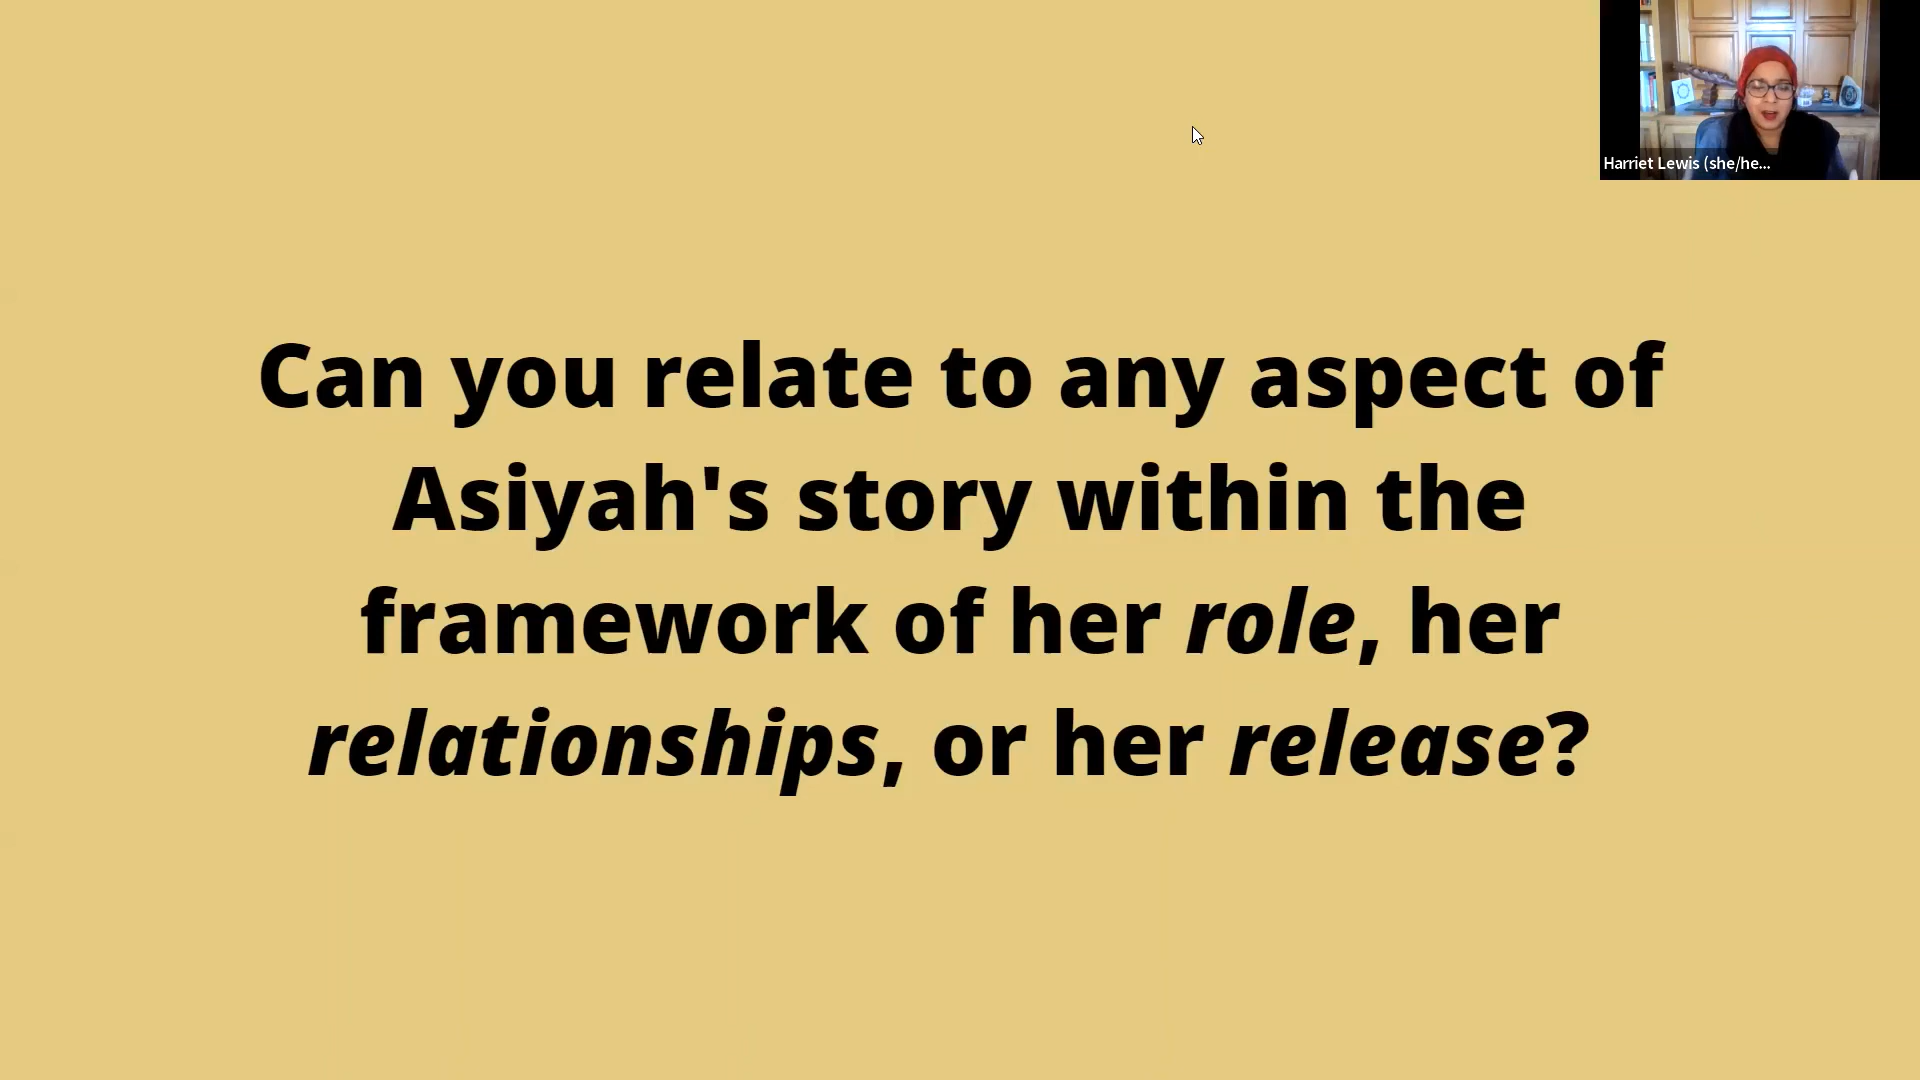 Harriet Lewis (she/he...
Can you relate to any aspect of
Asiyah's story within the
framework of her role, her
relationships, or her release?